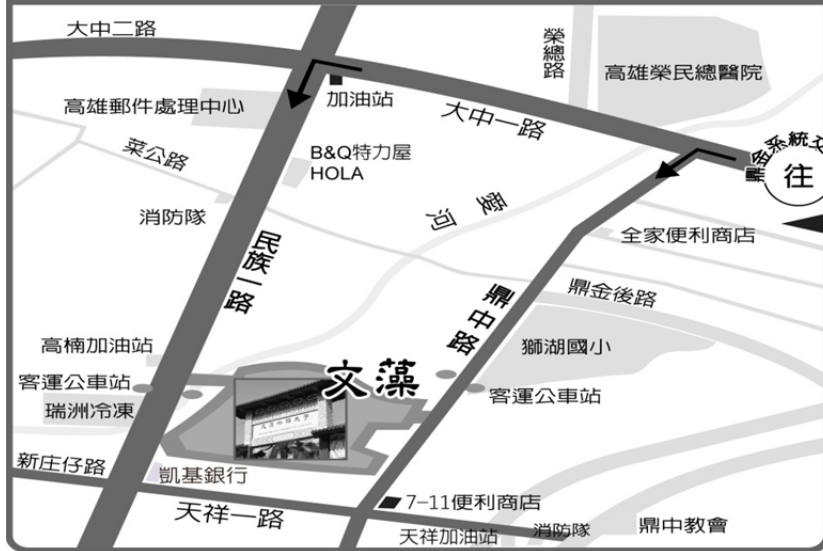 大中二路
榮總路
高雄榮民總醫院
加油站
高雄郵件處理中心
大中一路
菜公路
B&Q特力屋
HOLA
鼎金系統交
往
愛河
消防隊
全家便利商店
民族一路
鼎金後路
鼎中路
高楠加油站
獅湖國小
文藻
客運公車站
瑞洲冷凍
客運公車站
新庄仔路
凱基銀行
7-11便利商店
天祥一路
天祥加油站
消防隊
鼎中教會